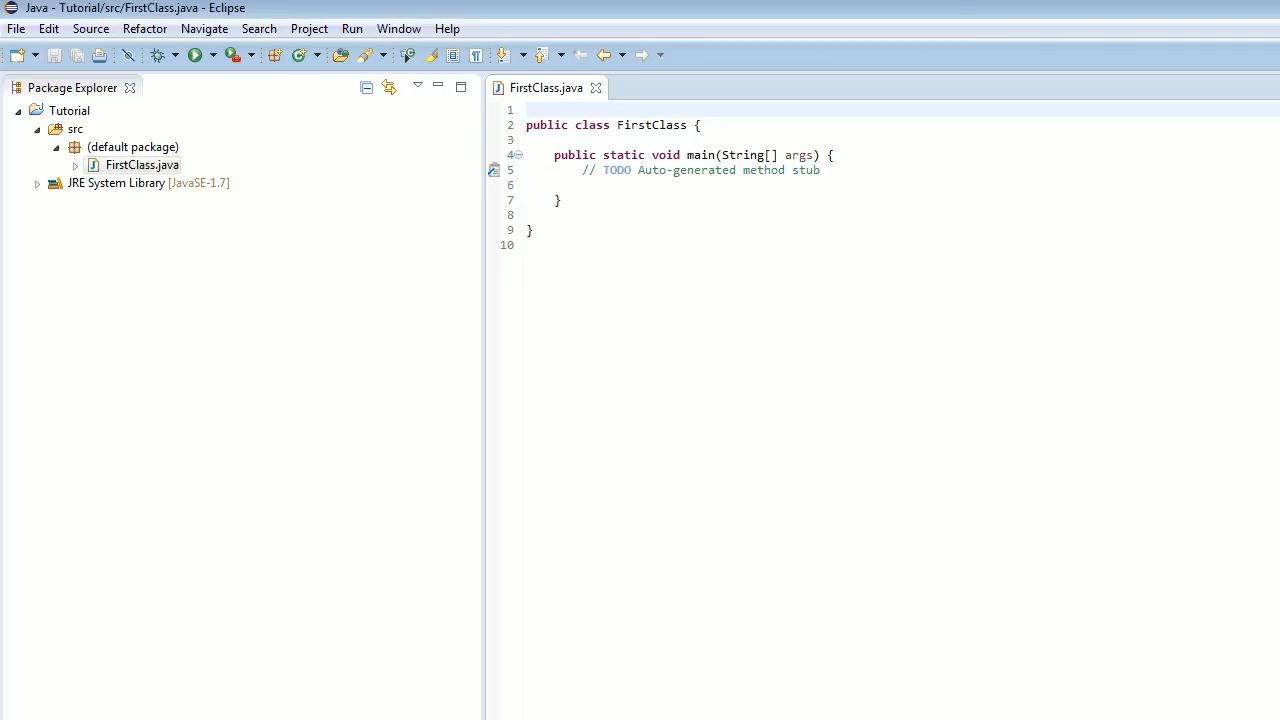 Java - Tutorial/src/FirstClass.java - Eclipse
File Edit Source Refactor Navigate Search Project Run Window Help
Package Explorer
Tutorial
src
(default package)
FirstClass.java
JRE System Library [JavaSE-1.7]
FirstClass.java
1
2 public class FirstClass {
3
4 public static void main(String[] args) {
5 // TODO Auto-generated method stub
6
7 }
8
9 }
10